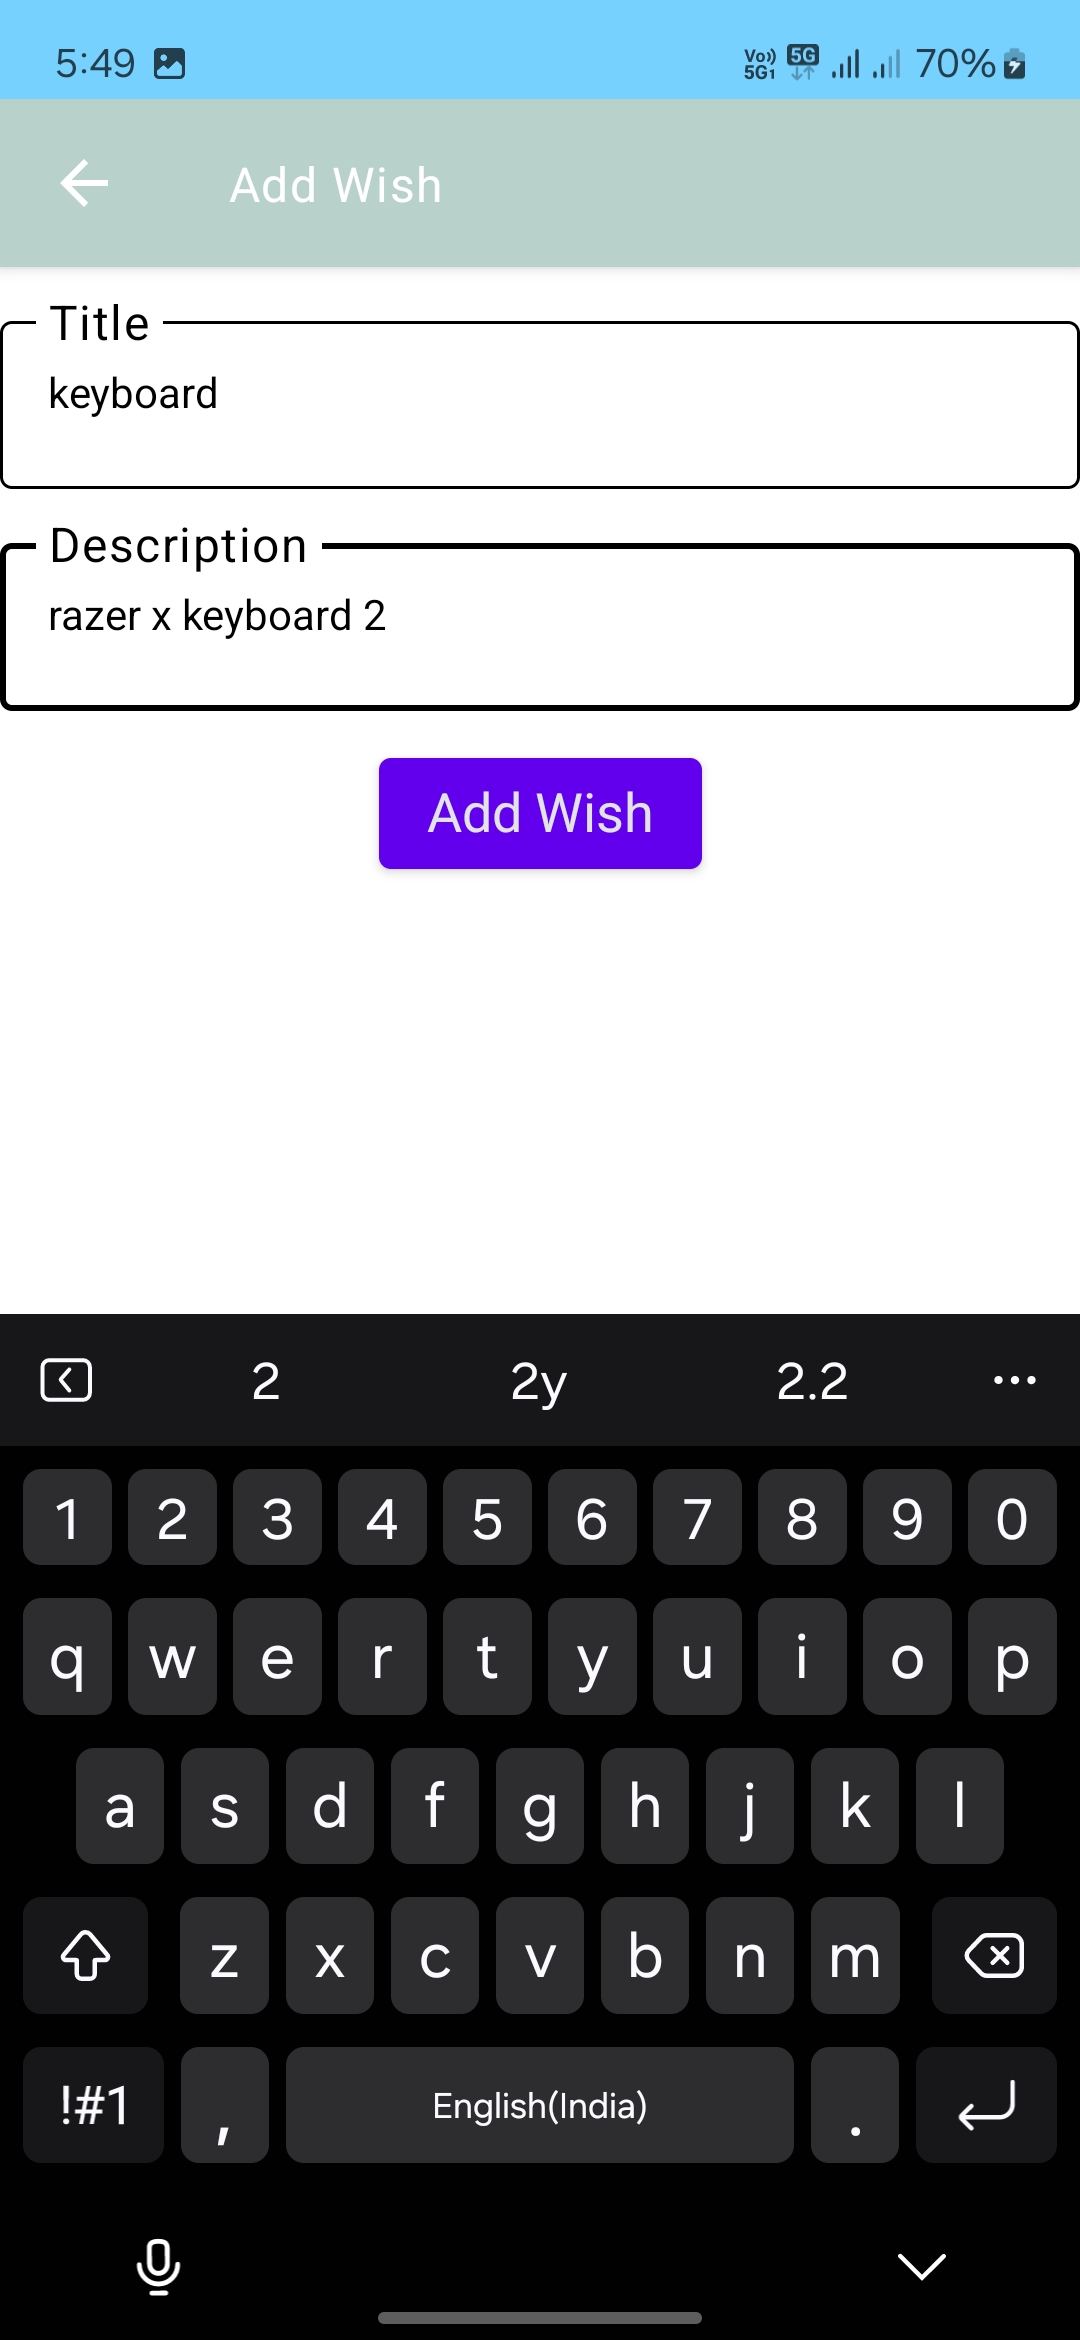 5:49 Vo)) 5G1 5G 70%
Add Wish
Title
keyboard
Description
razer x keyboard 2
Add Wish
2 2y 2.2 ...
1 2 3 4 5 6 7 8 9 0
q w e r t y u i o p
a s d f g h j k l
z x c v b n m
!#1 , English(India) .